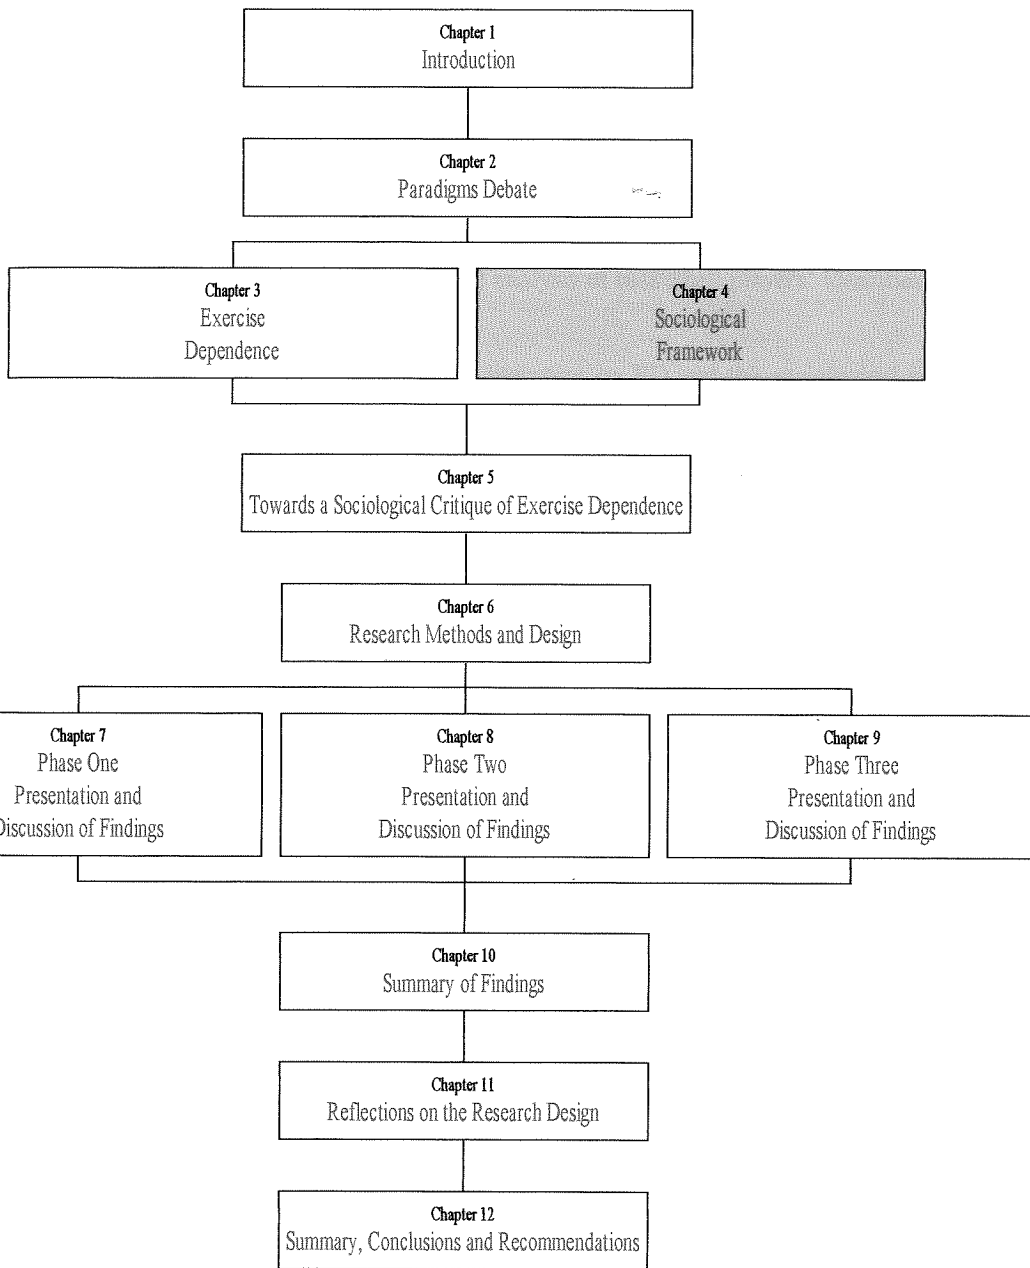 Chapter 1
Introduction
Chapter 2
Paradigms Debate
Chapter 3
Exercise
Dependence
Chapter 4
Sociological
Framework
Chapter 5
Towards a Sociological Critique of Exercise Dependence
Chapter 6
Research Methods and Design
Chapter 7
Phase One
Presentation and
Discussion of Findings
Chapter 8
Phase Two
Presentation and
Discussion of Findings
Chapter 9
Phase Three
Presentation and
Discussion of Findings
Chapter 10
Summary of Findings
Chapter 11
Reflections on the Research Design
Chapter 12
Summary, Conclusions and Recommendations